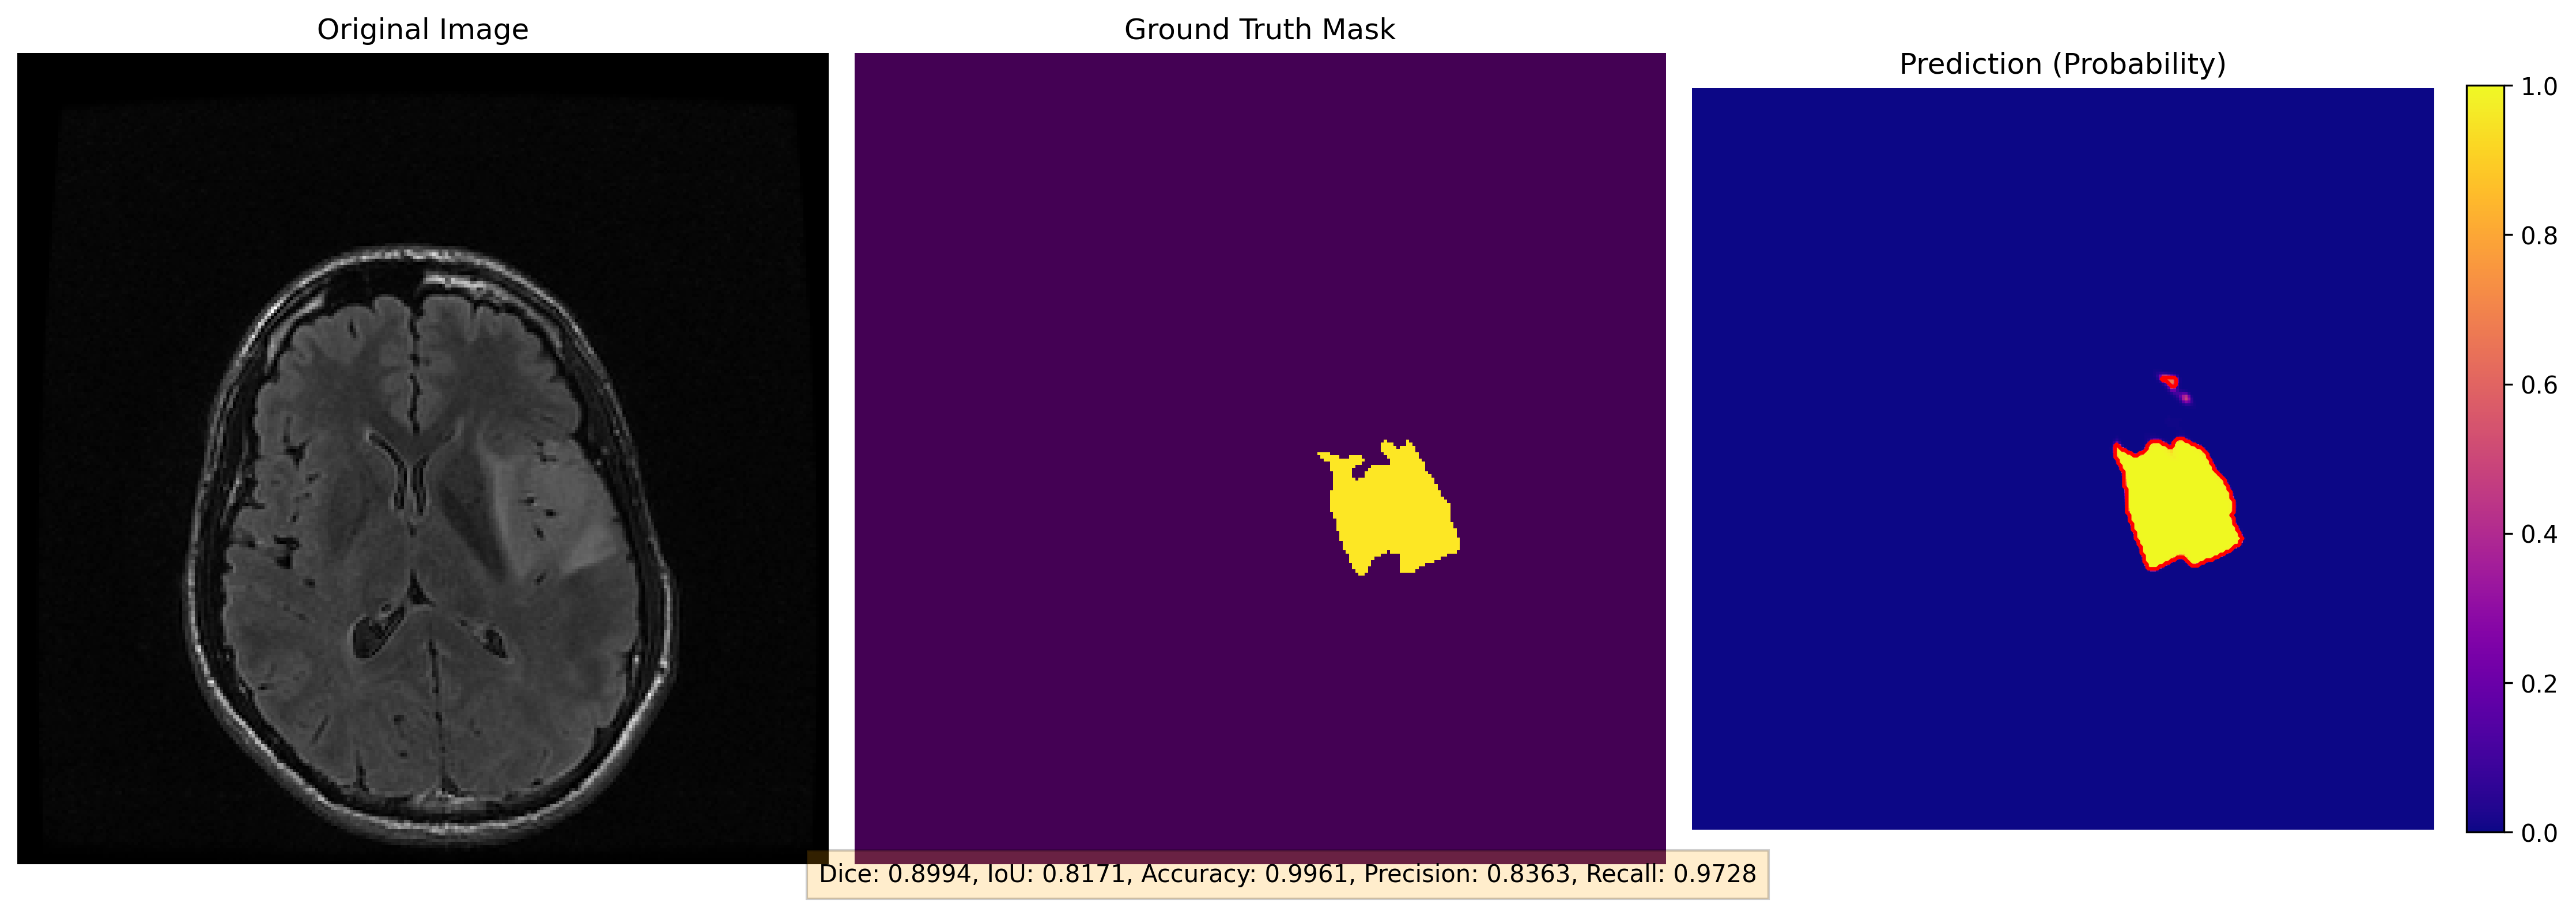 Original Image
Ground Truth Mask
Prediction (Probability)
1.0
0.8
0.6
0.4
0.2
0.0
Dice: 0.8994, IoU: 0.8171, Accuracy: 0.9961, Precision: 0.8363, Recall: 0.9728